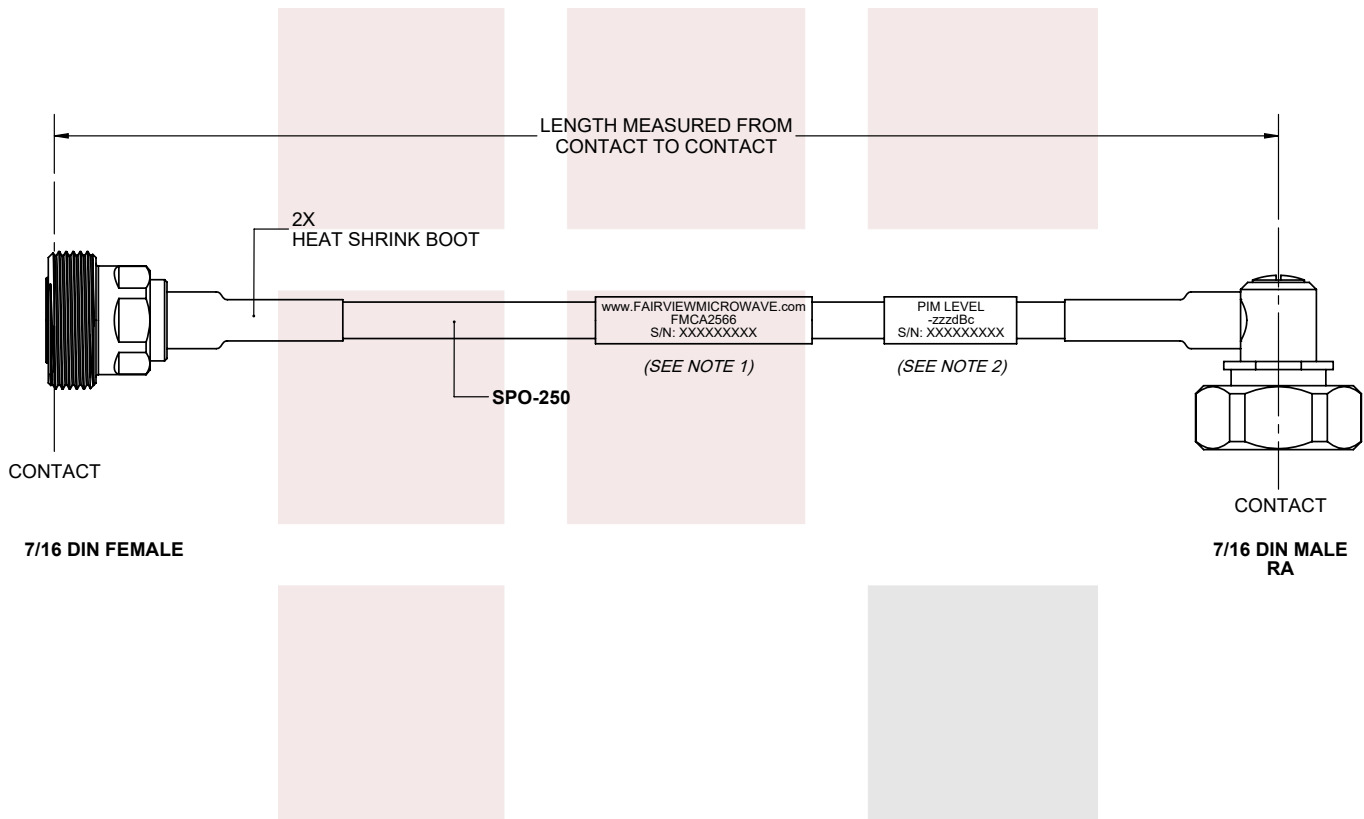 LENGTH MEASURED FROM
CONTACT TO CONTACT
2X
HEAT SHRINK BOOT
www.FAIRVIEWMICROWAVE.com
FMCA2566
S/N: XXXXXXXXX
PIM LEVEL
-zzzdBc
S/N: XXXXXXXXX
(SEE NOTE 1)
(SEE NOTE 2)
SPO-250
CONTACT
7/16 DIN FEMALE
CONTACT
7/16 DIN MALE
RA